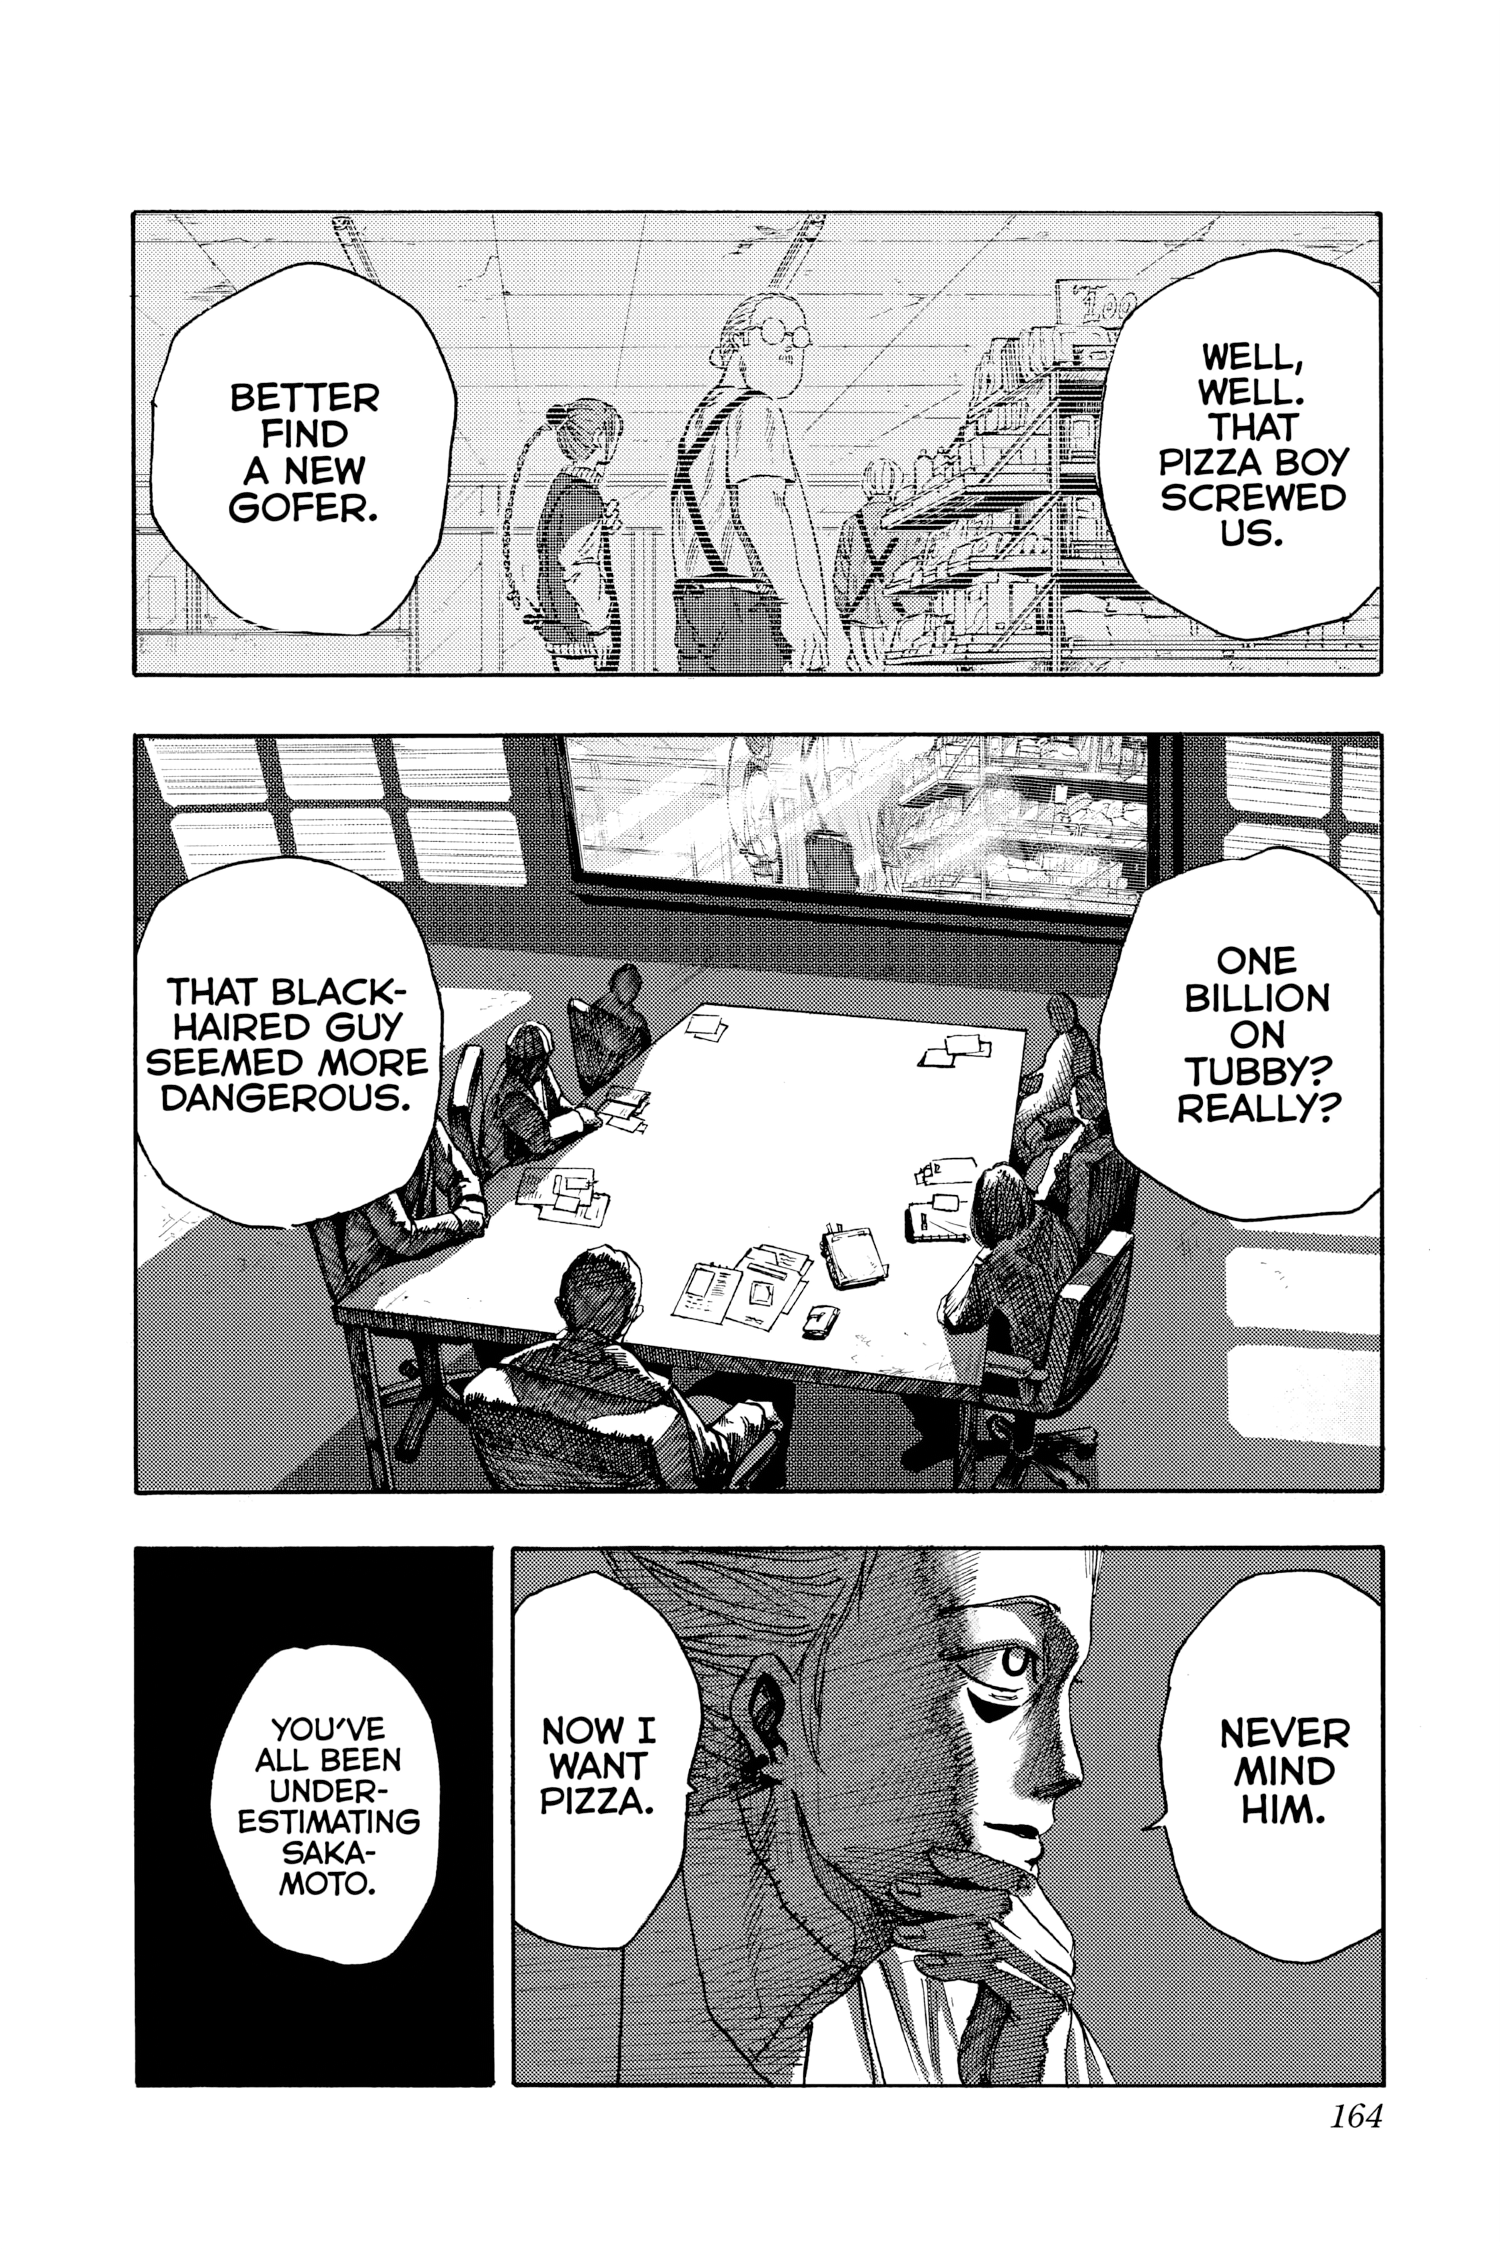 WELL,
WELL.
THAT
PIZZA BOY
SCREWED
US.
BETTER
FIND
A NEW
GOFER.
100
ONE
BILLION
ON
TUBBY?
REALLY?
THAT BLACK-
HAIRED GUY
SEEMED MORE
DANGEROUS.
NEVER
MIND
HIM.
NOW I
WANT
PIZZA.
YOU'VE
ALL BEEN
UNDER-
ESTIMATING
SAKA-
MOTO.
164